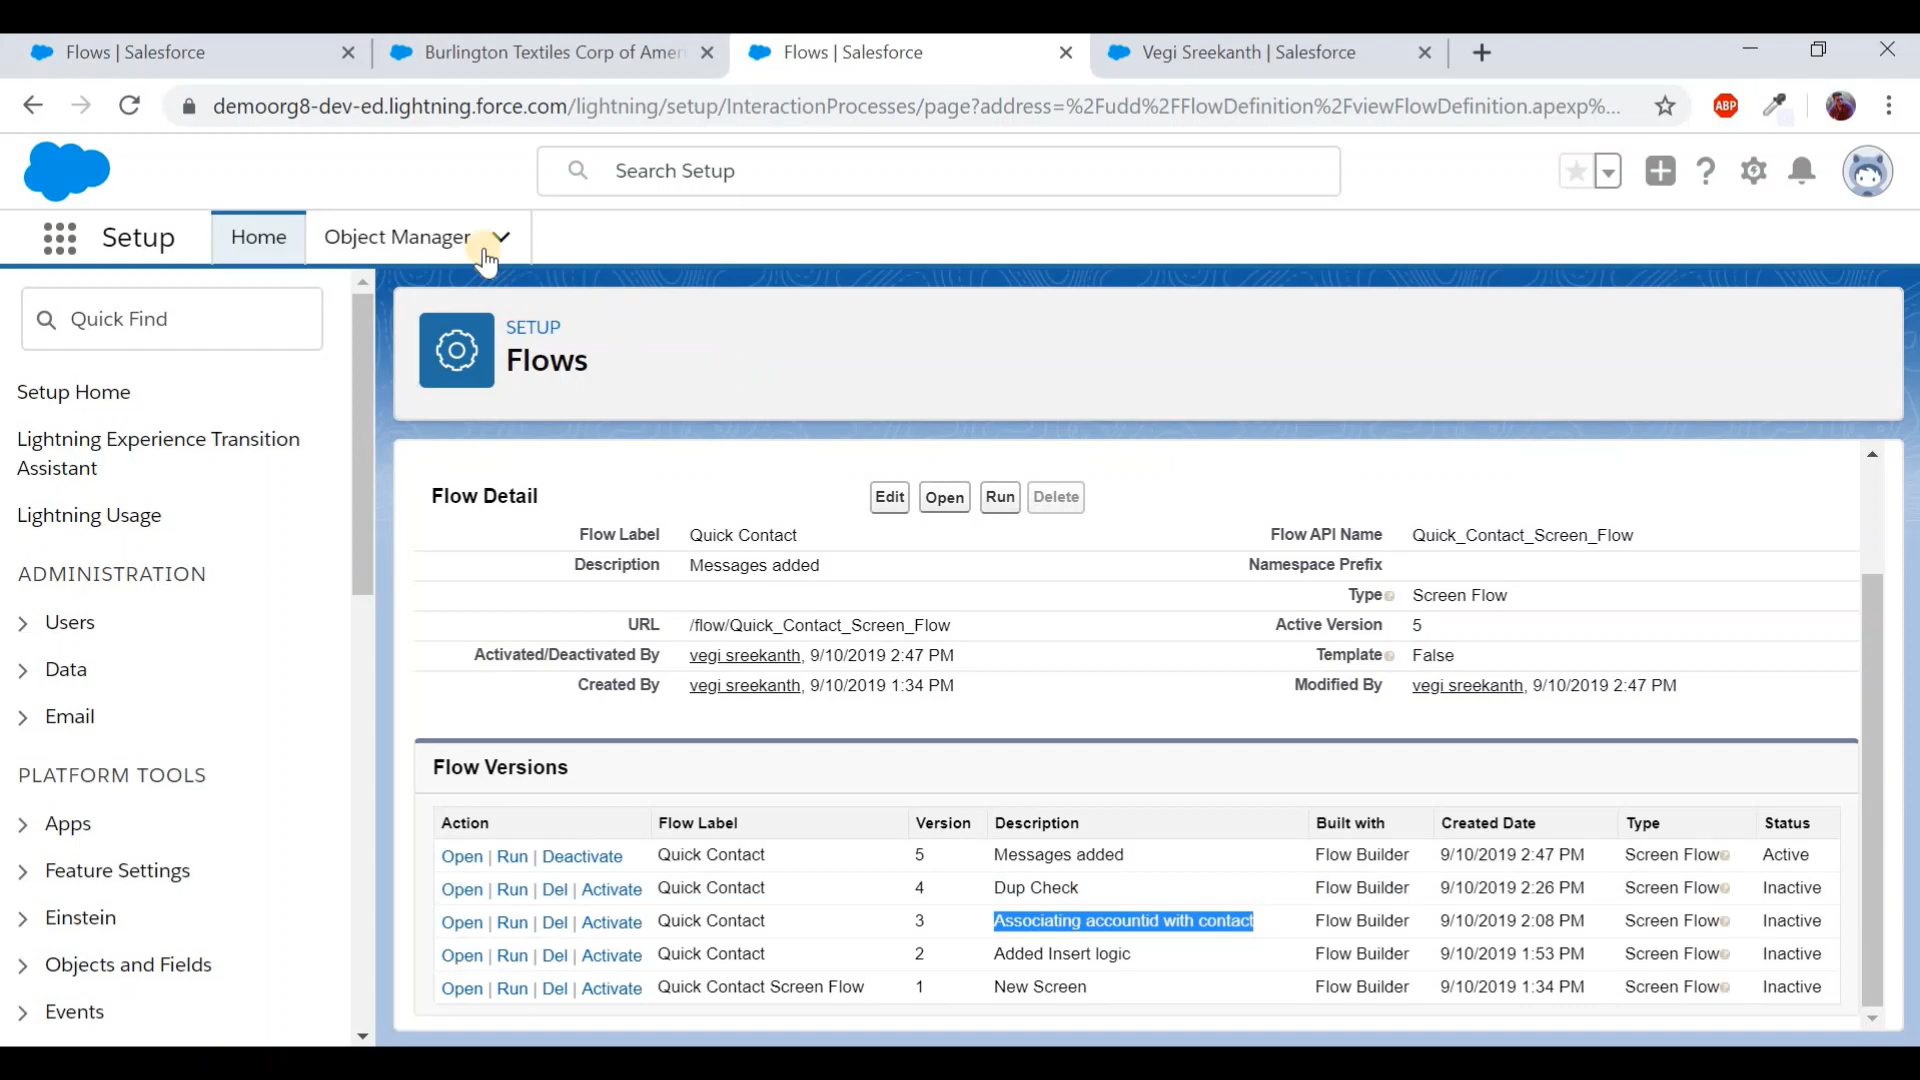 Flows | Salesforce
Burlington Textiles Corp of Amer
Flows | Salesforce
Vegi Sreekanth | Salesforce
demoorg8-dev-ed.lightning.force.com/lightning/setup/InteractionProcesses/page?address=%2Fudd%2FFlowDefinition%2FviewFlowDefinition.apexp%...
ABP
Search Setup
Setup
Home
Object Manager
Quick Find
Setup Home
Lightning Experience Transition
Assistant
Lightning Usage
ADMINISTRATION
Users
Data
Email
PLATFORM TOOLS
Apps
Feature Settings
Einstein
Objects and Fields
Events
SETUP
Flows
Flow Detail
Edit Open Run Delete
Flow Label Quick Contact Flow API Name Quick_Contact_Screen_Flow
Description Messages added Namespace Prefix
Type Screen Flow
URL /flow/Quick_Contact_Screen_Flow Active Version 5
Activated/Deactivated By vegi sreekanth, 9/10/2019 2:47 PM Template False
Created By vegi sreekanth, 9/10/2019 1:34 PM Modified By vegi sreekanth, 9/10/2019 2:47 PM
Flow Versions
Action Flow Label Version Description Built with Created Date Type Status
Open | Run | Deactivate Quick Contact 5 Messages added Flow Builder 9/10/2019 2:47 PM Screen Flow Active
Open | Run | Del | Activate Quick Contact 4 Dup Check Flow Builder 9/10/2019 2:26 PM Screen Flow Inactive
Open | Run | Del | Activate Quick Contact 3 Associating accountid with contact Flow Builder 9/10/2019 2:08 PM Screen Flow Inactive
Open | Run | Del | Activate Quick Contact 2 Added Insert logic Flow Builder 9/10/2019 1:53 PM Screen Flow Inactive
Open | Run | Del | Activate Quick Contact Screen Flow 1 New Screen Flow Builder 9/10/2019 1:34 PM Screen Flow Inactive